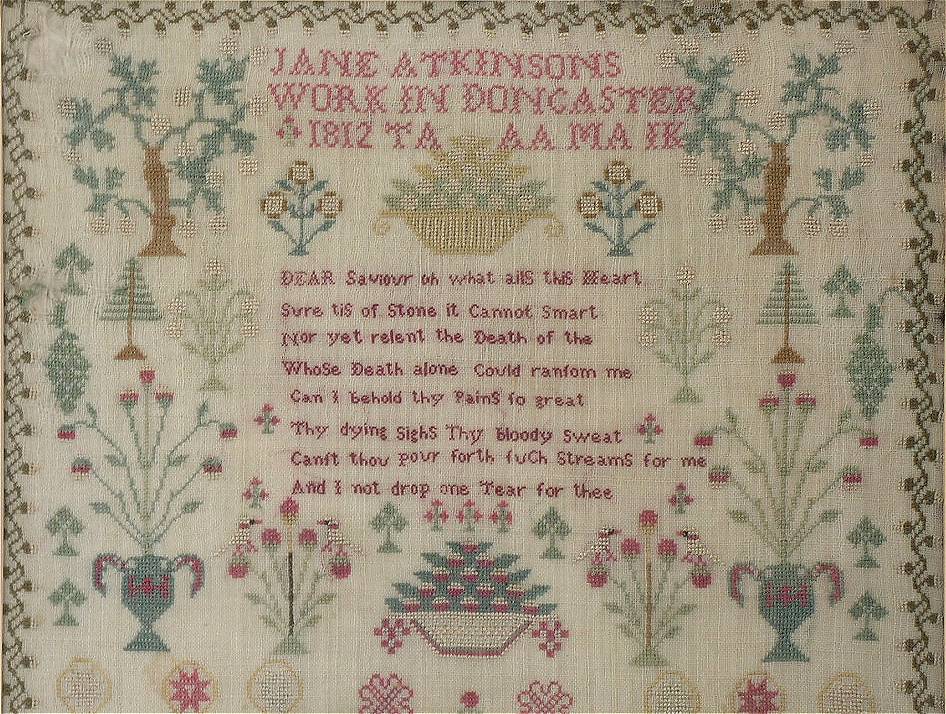 JANE ATKINSONS
WORK IN DONCASTER
1812 TA AA MA IK
DEAR Saviour oh what ailS thiS Heart
Sure tiS of Stone it Cannot Smart
Nor yet relent the Death of the
WhoSe Death alone Could ranſom me
Can i behold thy PainS ſo great
Thy dying SighS Thy bloody Sweat
Canſt thou pour forth ſuCh StreamS for me
And I not drop one Tear for thee